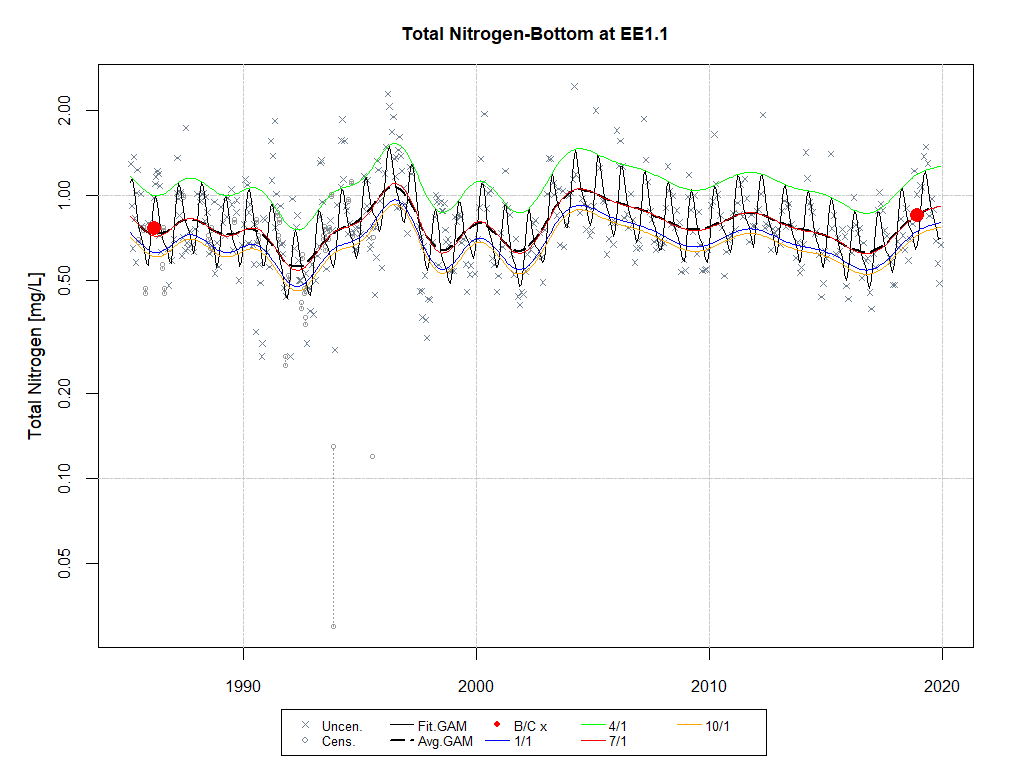 Total Nitrogen-Bottom at EE1.1
Total Nitrogen [mg/L]
2.00
1.00
0.50
0.20
0.10
0.05
1990 2000 2010 2020
Uncen. Fit.GAM B/C x 4/1 10/1
Cens. Avg.GAM 1/1 7/1